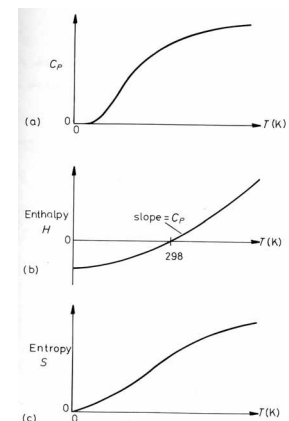 C_P
(a)
0
0
T(K)
Enthalpy
H
slope = C_P
0
T(K)
298
(b)
Entropy
S
0
(c)
0
T(K)